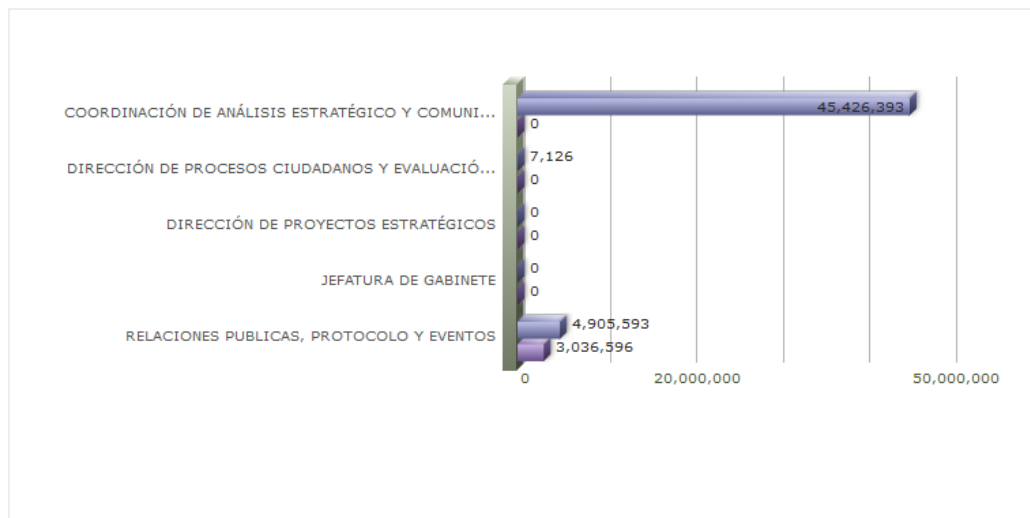 COORDINACIÓN DE ANÁLISIS ESTRATÉGICO Y COMUNI...
45,426,393
0
DIRECCIÓN DE PROCESOS CIUDADANOS Y EVALUACIÓ...
7,126
0
DIRECCIÓN DE PROYECTOS ESTRATÉGICOS
0
0
JEFATURA DE GABINETE
0
0
RELACIONES PUBLICAS, PROTOCOLO Y EVENTOS
4,905,593
3,036,596
0 20,000,000 50,000,000